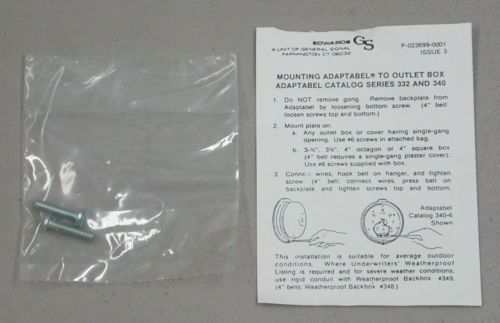 EDWARDS GS
A UNIT OF GENERAL SIGNAL
FARMINGTON CT 06032
P-023699-0001
ISSUE 3
MOUNTING ADAPTABEL® TO OUTLET BOX
ADAPTABEL CATALOG SERIES 332 AND 340
1. Do NOT remove gong. Remove backplate from
Adaptabel by loosening bottom screw. (4" bell:
loosen screws top and bottom.)
2. Mount plate on:
a. Any outlet box or cover having single-gang
opening. Use #6 screws in attached bag.
b. 3-¼", 3½", 4" octagon or 4" square box
(4" bell requires a single-gang plaster cover).
Use #8 screws supplied with box.
3. Connect wires, hook bell on hanger, and tighten
screw. (4" bell: connect wires, press bell on
backplate and tighten screws top and bottom.
Adaptabel
Catalog 340-6
Shown
This installation is suitable for average outdoor
conditions. Where Underwriters' Weatherproof
Listing is required and for severe weather conditions,
use rigid conduit with Weatherproof Backbox #349.
(4" bells: Weatherproof Backbox #348.)